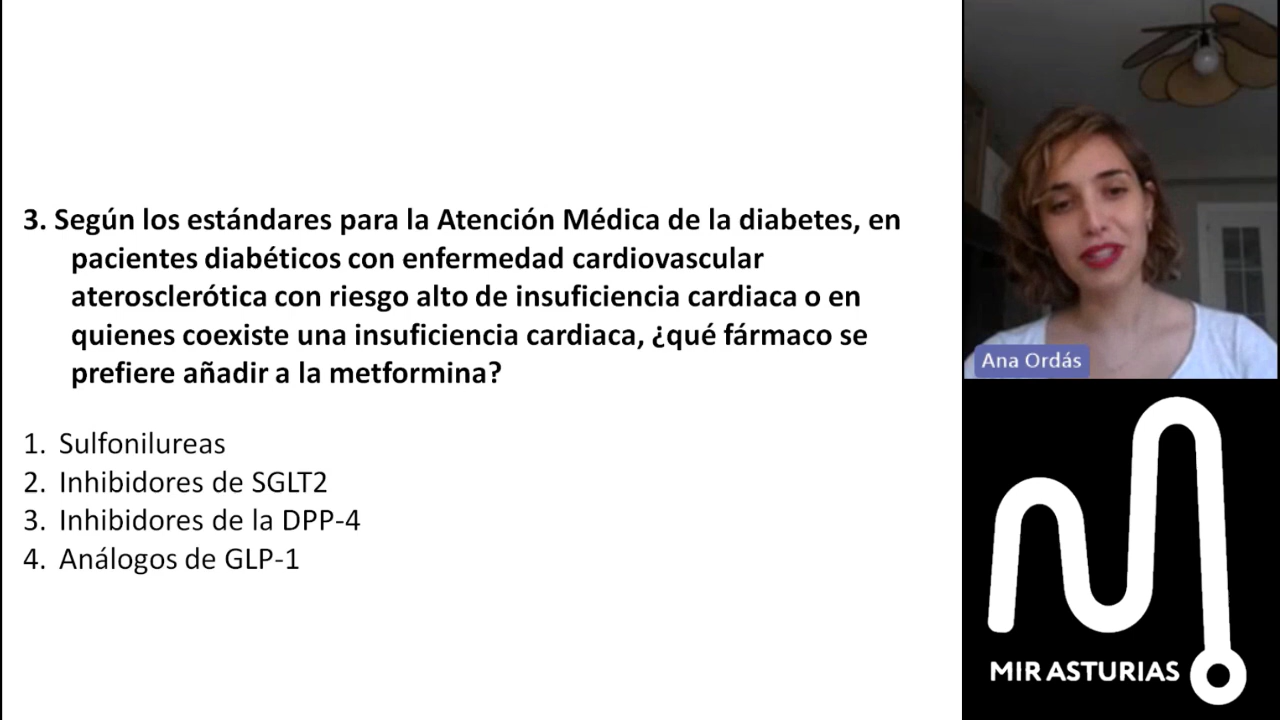 3. Según los estándares para la Atención Médica de la diabetes, en
pacientes diabéticos con enfermedad cardiovascular
aterosclerótica con riesgo alto de insuficiencia cardiaca o en
quienes coexiste una insuficiencia cardiaca, ¿qué fármaco se
prefiere añadir a la metformina?
1. Sulfonilureas
2. Inhibidores de SGLT2
3. Inhibidores de la DPP-4
4. Análogos de GLP-1
Ana Ordás
MIR ASTURIAS